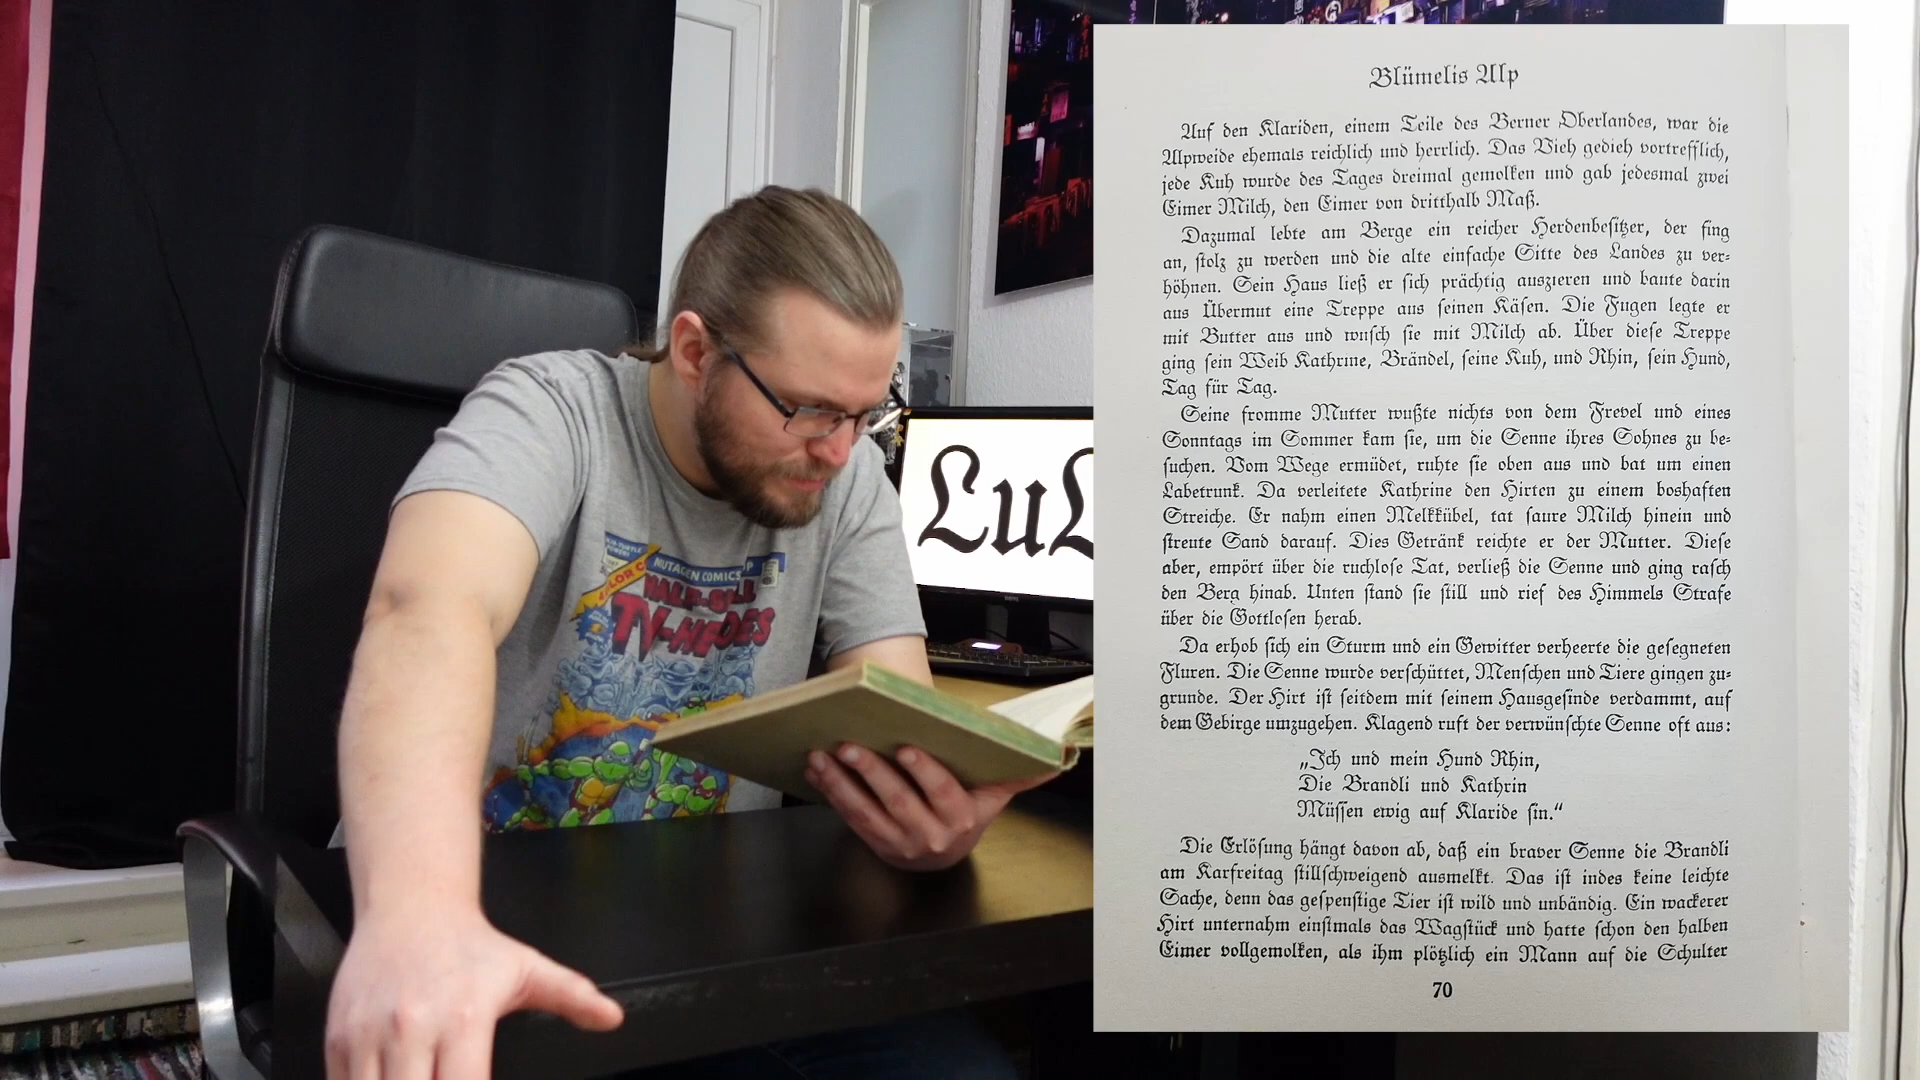 Blümelis Alp
Auf den Klariden, einem Teile des Berner Oberlandes, war die
Alpweide ehemals reichlich und herrlich. Das Vieh gedieh vortrefflich,
jede Kuh wurde des Tages dreimal gemolken und gab jedesmal zwei
Eimer Milch, den Eimer von dritthalb Maß.
Dazumal lebte am Berge ein reicher Herdenbesitzer, der fing
an, stolz zu werden und die alte einfache Sitte des Landes zu ver-
höhnen. Sein Haus ließ er sich prächtig auszieren und baute darin
aus Übermut eine Treppe aus seinen Käsen. Die Fugen legte er
mit Butter aus und wusch sie mit Milch ab. Über diese Treppe
ging sein Weib Kathrine, Brändel, seine Kuh, und Rhin, sein Hund,
Tag für Tag.
Seine fromme Mutter wußte nichts von dem Frevel und eines
Sonntags im Sommer kam sie, um die Senne ihres Sohnes zu be-
suchen. Vom Wege ermüdet, ruhte sie oben aus und bat um einen
Labetrunk. Da verleitete Kathrine den Hirten zu einem boshaften
Streiche. Er nahm einen Melkkübel, tat saure Milch hinein und
streute Sand darauf. Dies Getränk reichte er der Mutter. Diese
aber, empört über die ruchlose Tat, verließ die Senne und ging rasch
den Berg hinab. Unten stand sie still und rief des Himmels Strafe
über die Gottlosen herab.
Da erhob sich ein Sturm und ein Gewitter verheerte die gesegneten
Fluren. Die Senne wurde verschüttet, Menschen und Tiere gingen zu-
grunde. Der Hirt ist seitdem mit seinem Hausgesinde verdammt, auf
dem Gebirge umzugehen. Klagend ruft der verwünschte Senne oft aus:
„Ich und mein Hund Rhin,
Die Brandli und Kathrin
Müssen ewig auf Klaride sin.“
Die Erlösung hängt davon ab, daß ein braver Senne die Brandli
am Karfreitag stillschweigend ausmelkt. Das ist indes keine leichte
Sache, denn das gespenstige Tier ist wild und unbändig. Ein wackerer
Hirt unternahm einstmals das Wagstück und hatte schon den halben
Eimer vollgemolken, als ihm plötzlich ein Mann auf die Schulter
70
LuL
MUTAGEN COMICS
HALF-SHELL
TV-HEROES